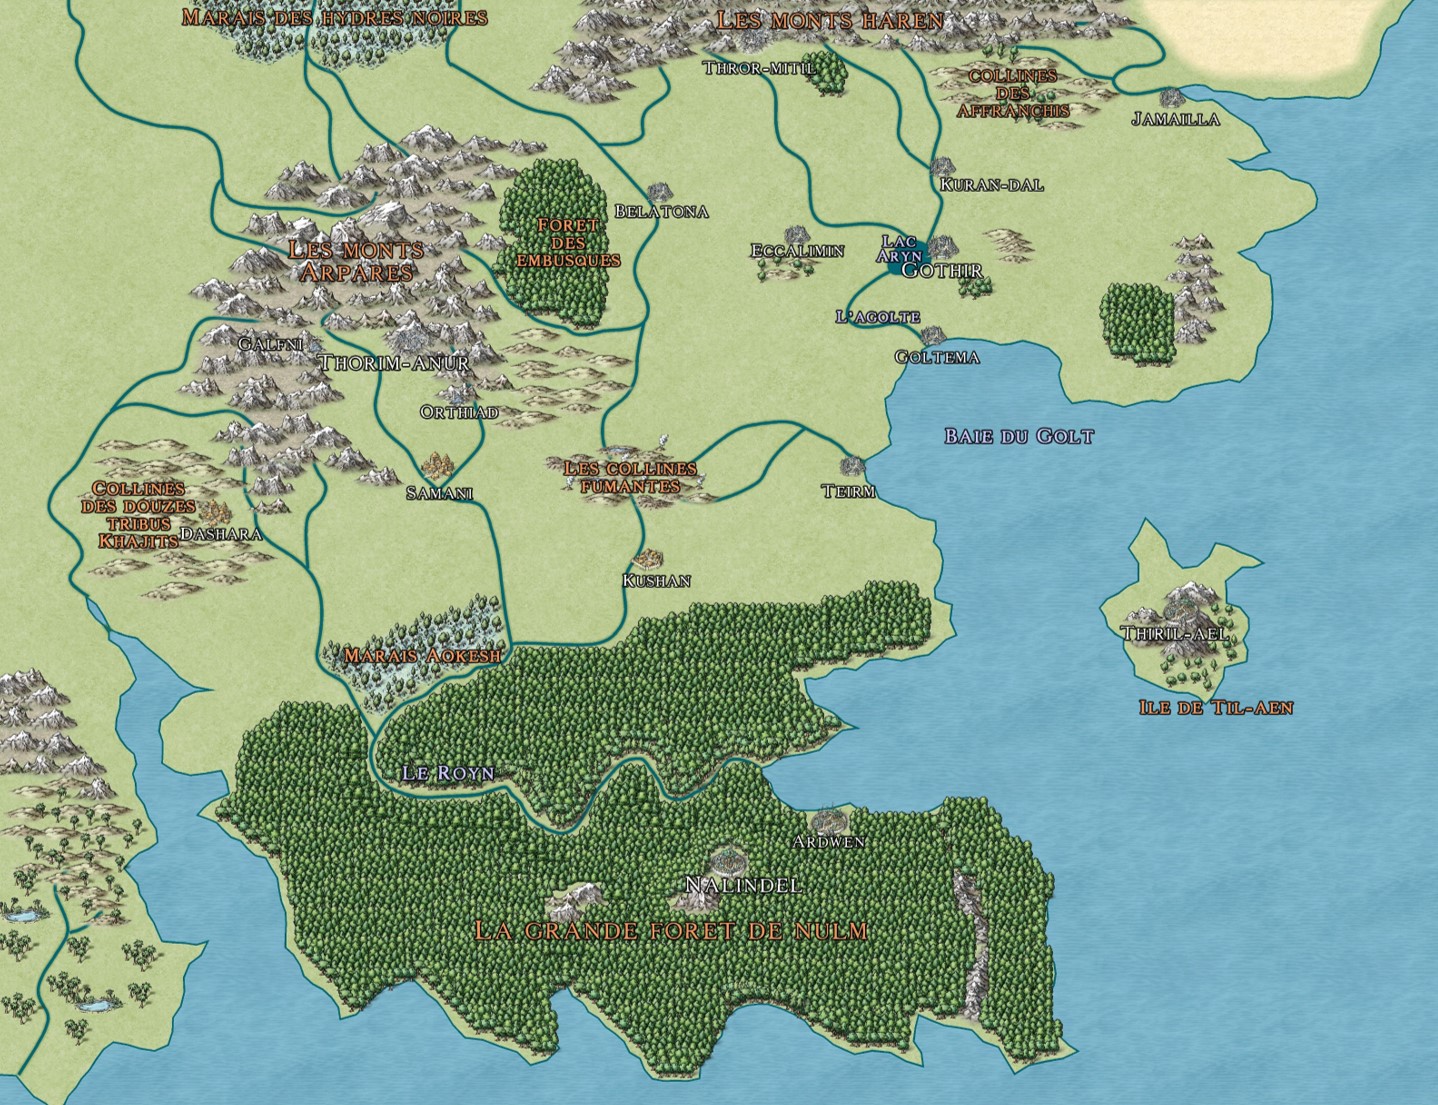 MARAIS DES HYDRES NOIRES
LES MONTS HAREN
THROR-MITIL
COLLINES
DES
AFFRANCHIS
JAMAILLA
KURAN-DAL
BELATONA
FORET
DES
EMBUSQUES
LES MONTS
ARPARES
ECCALIMIN
LAC
ARYN
GOTHIR
L'AGOLTE
GOLTEMA
GALFNI
THORIM-ANUR
ORTHIAD
BAIE DU GOLT
LES COLLINES
FUMANTES
TEIRM
SAMANI
COLLINES
DES DOUZES
TRIBUS
KHAJITS
DASHARA
KUSHAN
THIRIL-AEL
MARAIS AOKESH
ILE DE TIL-AEN
LE ROYN
ARDWEN
NALINDEL
LA GRANDE FORET DE NULM